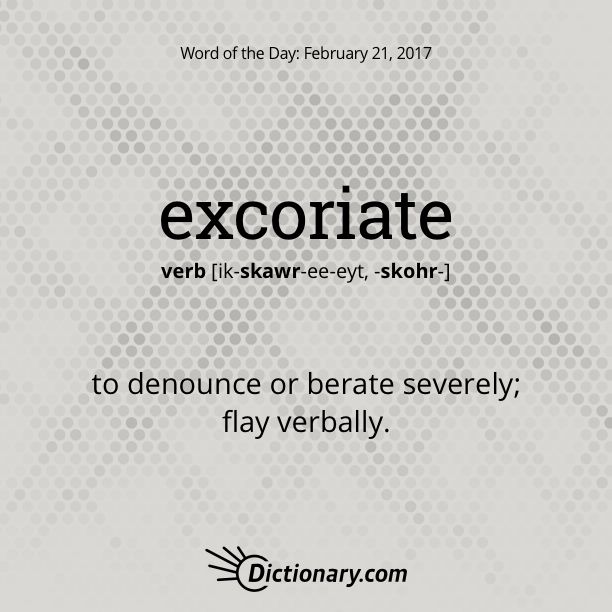 Word of the Day: February 21, 2017
excoriate
verb [ik-skawr-ee-eyt, -skohr-]
to denounce or berate severely;
flay verbally.
Dictionary.com